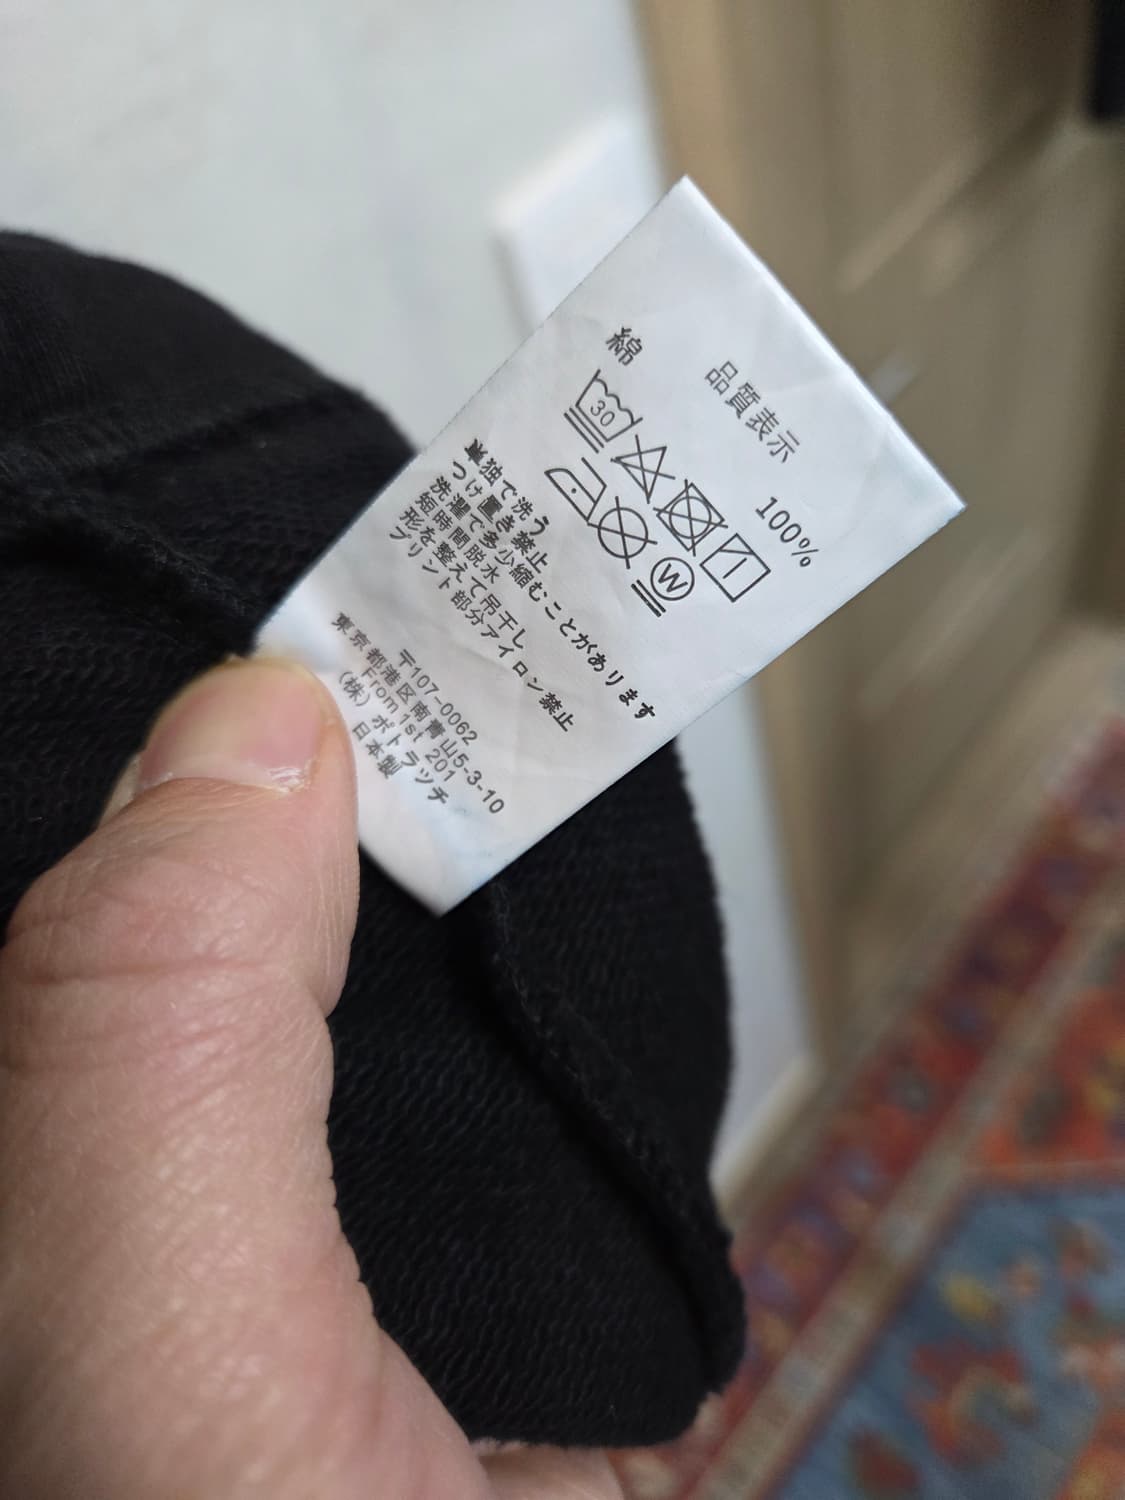 品質表示
綿 100%
30
W
単独で洗う
つけ置き禁止
洗濯で多少縮むことがあります
短時間脱水
形を整えて吊干し
プリント部分アイロン禁止
〒107-0062
東京都港区南青山5-3-10
From 1st 201
(株)ポトラッチ
日本製